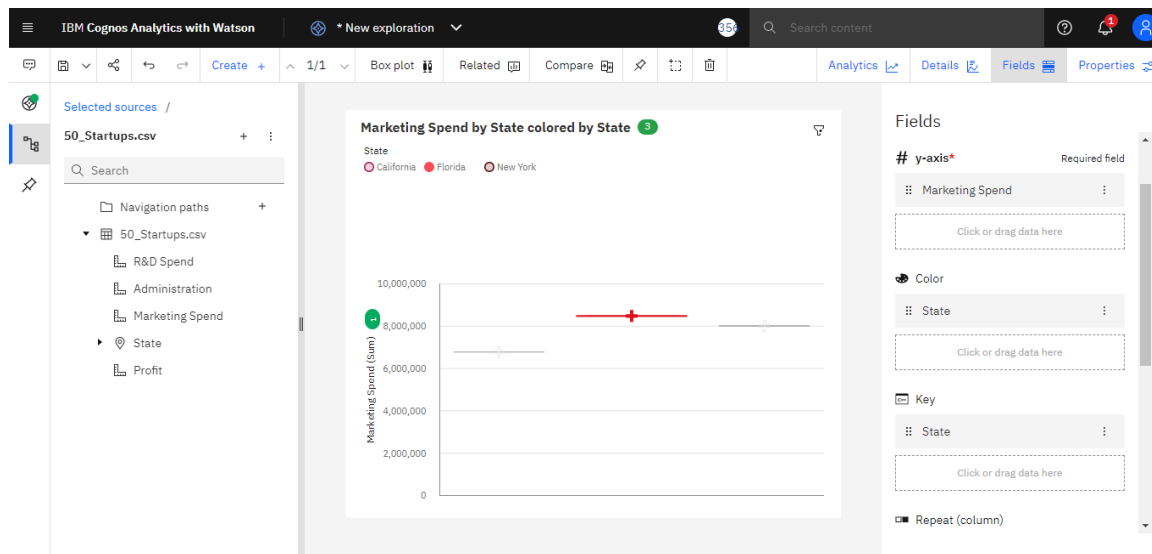 IBM Cognos Analytics with Watson
* New exploration
356
Search content
1
Create +
1/1
Box plot
Related
Compare
Analytics
Details
Fields
Properties
Selected sources /
50_Startups.csv
Search
Navigation paths
50_Startups.csv
R&D Spend
Administration
Marketing Spend
State
Profit
Marketing Spend by State colored by State 3
State
California Florida New York
10,000,000
8,000,000
6,000,000
4,000,000
2,000,000
0
Marketing Spend (Sum) 1
Fields
# y-axis* Required field
Marketing Spend
Click or drag data here
Color
State
Click or drag data here
Key
State
Click or drag data here
Repeat (column)